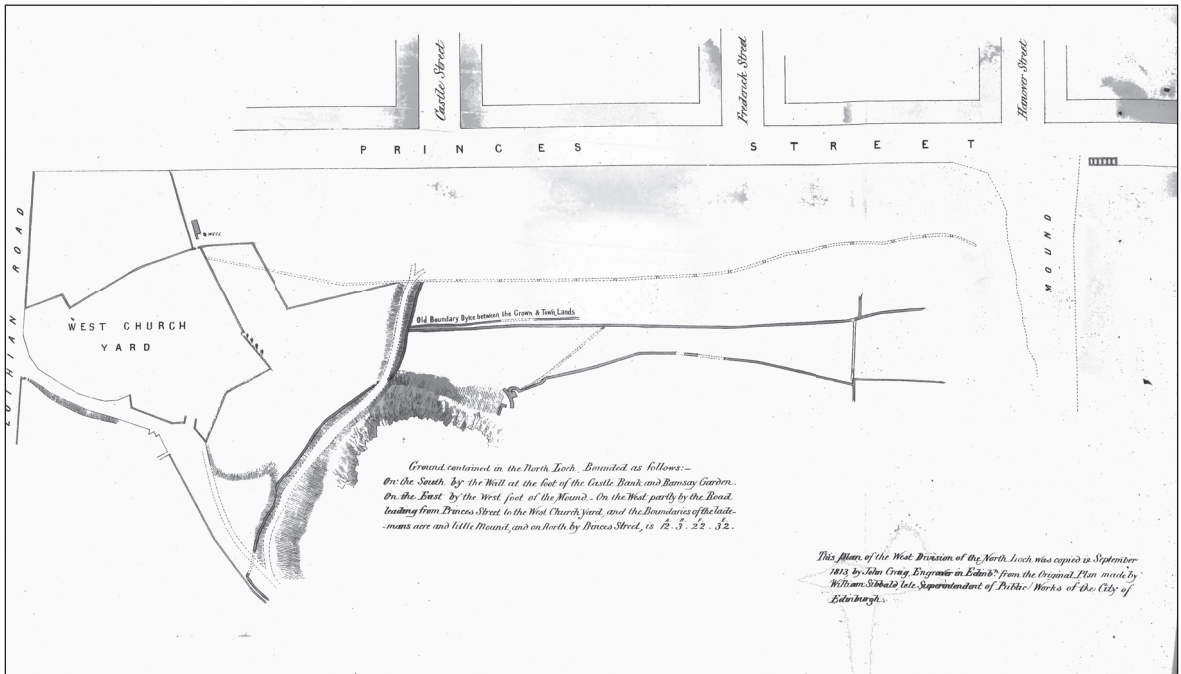 Castle Street
Frederick Street
Hanover Street
PRINCES STREET
LOTHIAN ROAD
WELL
MOUND
WEST CHURCH
YARD
Old Boundary Dyke between the Crown & Town Lands
Ground contained in the North Loch Bounded as follows:—
On the South by the Wall at the foot of the Castle Bank and Ramsay Garden.
On the East by the West foot of the Mound.— On the West partly by the Road
leading from Princes Street to the West Church yard, and the Boundaries of the lade-
-mans acre and little Mound, and on North by Princes Street, is 12. 3. 22. 32.
This Plan of the West Division of the North Loch was copied in September
1813, by John Craig, Engraver in Edinbr. from the Original Plan made by
William Sibbald, late Superintendent of Public Works of the City of
Edinburgh.